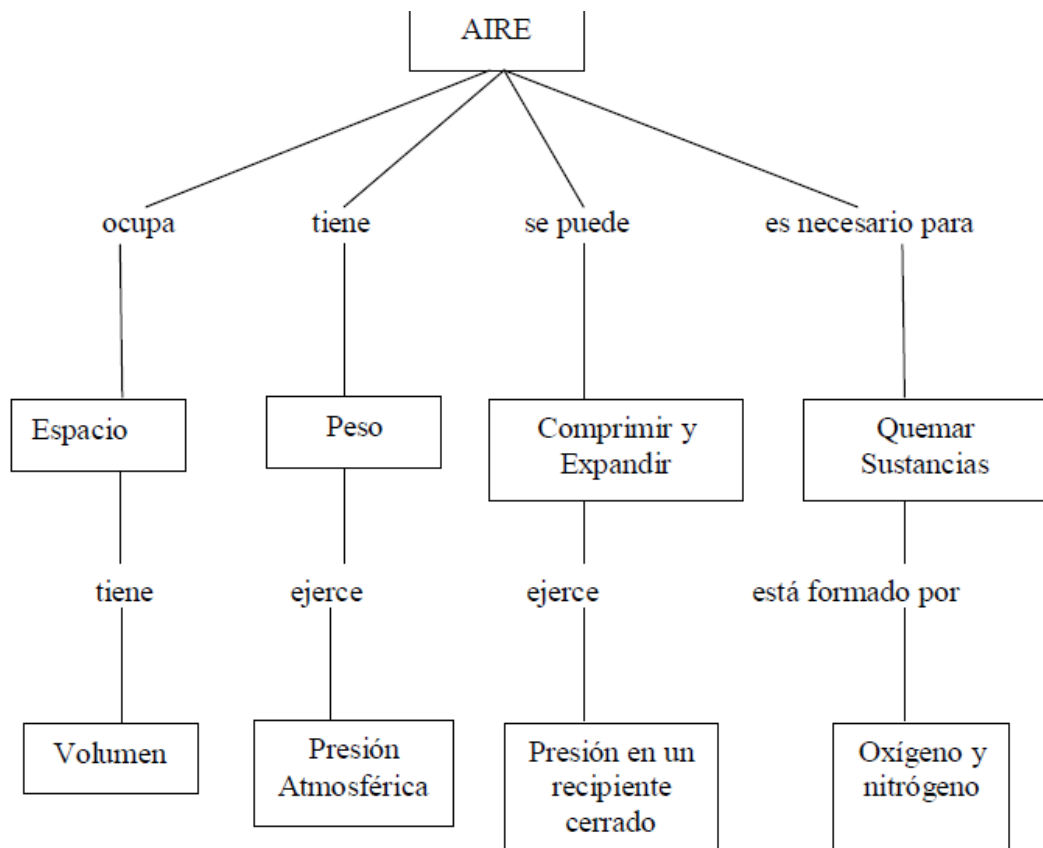 AIRE
ocupa
tiene
se puede
es necesario para
Espacio
Peso
Comprimir y
Expandir
Quemar
Sustancias
tiene
ejerce
ejerce
está formado por
Volumen
Presión
Atmosférica
Presión en un
recipiente
cerrado
Oxígeno y
nitrógeno